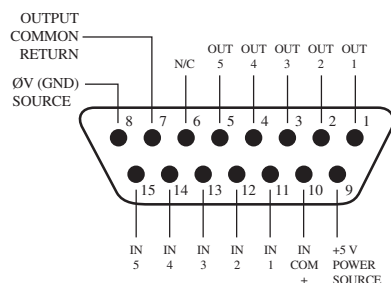 OUTPUT
COMMON
RETURN
ØV (GND)
SOURCE
N/C
OUT
5
OUT
4
OUT
3
OUT
2
OUT
1
8 7 6 5 4 3 2 1
15 14 13 12 11 10 9
IN
5
IN
4
IN
3
IN
2
IN
1
IN
COM
+
+5 V
POWER
SOURCE